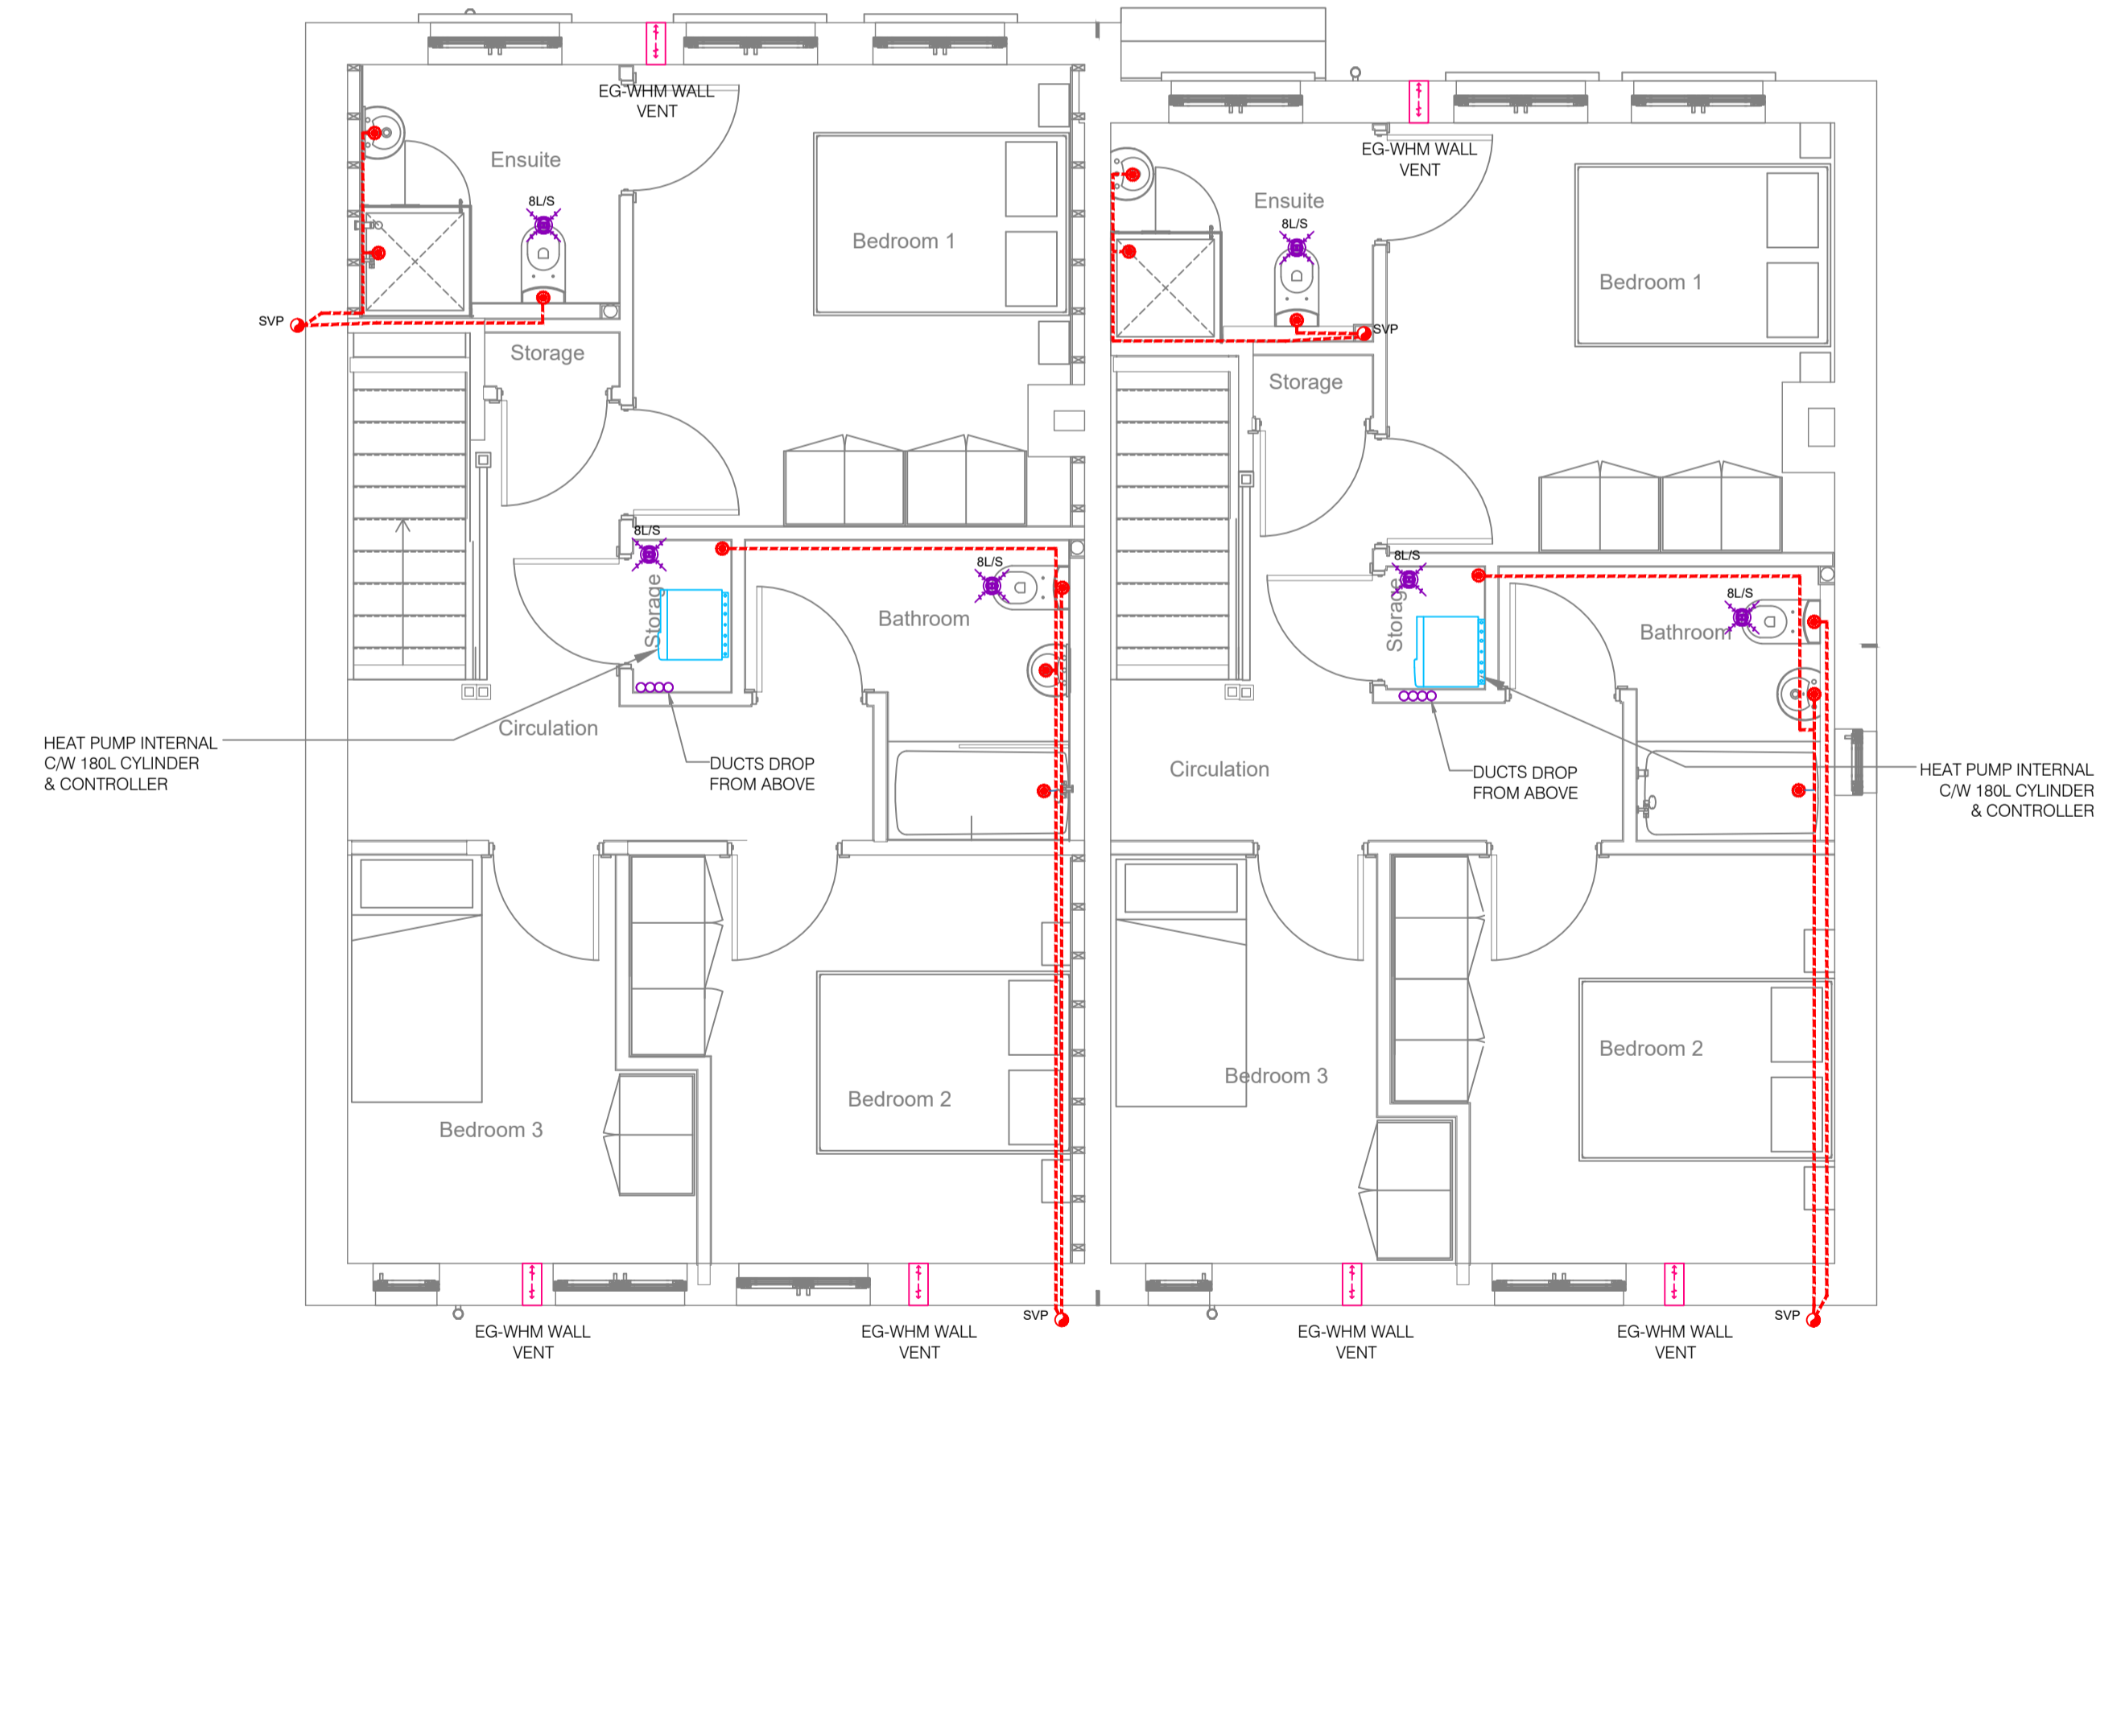 EG-WHM WALL
VENT
EG-WHM WALL
VENT
Ensuite
8L/S
Bedroom 1
Ensuite
8L/S
Bedroom 1
SVP
SVP
Storage
Storage
8L/S
Storage
8L/S
Bathroom
8L/S
Storage
8L/S
Bathroom
Circulation
HEAT PUMP INTERNAL
C/W 180L CYLINDER
& CONTROLLER
DUCTS DROP
FROM ABOVE
Circulation
DUCTS DROP
FROM ABOVE
HEAT PUMP INTERNAL
C/W 180L CYLINDER
& CONTROLLER
Bedroom 3
Bedroom 2
Bedroom 3
Bedroom 2
SVP
SVP
EG-WHM WALL
VENT
EG-WHM WALL
VENT
EG-WHM WALL
VENT
EG-WHM WALL
VENT